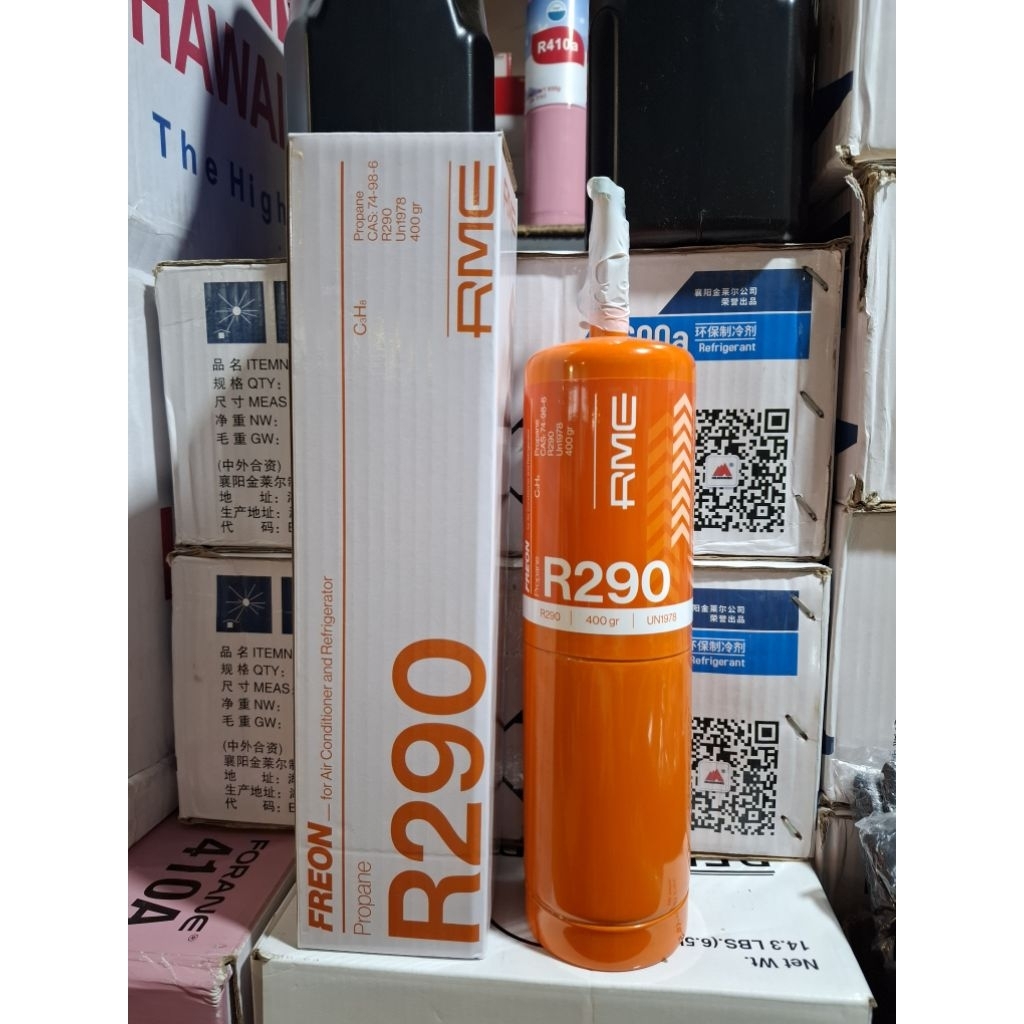 HAWAI
The High
R410a
Propane
CAS: 74-98-6
R290
Un1978
400 gr
C₃H₈
RME
FREON — for Air Conditioner and Refrigerator
Propane
R290
RME
Propane
CAS: 74-98-6
R290
Un1978
400 gr
FREON
Propane
R290
R290 | 400 gr | UN1978
品 名 ITEMN
规 格 QTY:
尺 寸 MEAS
净 重 NW:
毛 重 GW:
(中外合资)
襄阳金莱尔
地 址:
生产地址:
代 码: E
襄阳金莱尔公司
荣誉出品
600a
环保制冷剂
Refrigerant
品 名 ITEMN
规 格 QTY:
尺 寸 MEAS
净 重 NW:
毛 重 GW:
(中外合资)
襄阳金莱尔
地 址:
生产地址:
代 码: E
阳金莱尔公司
荣誉出品
环保制冷剂
Refrigerant
FORANE®
410A
Net Wt.
14.3 LBS.(6.5